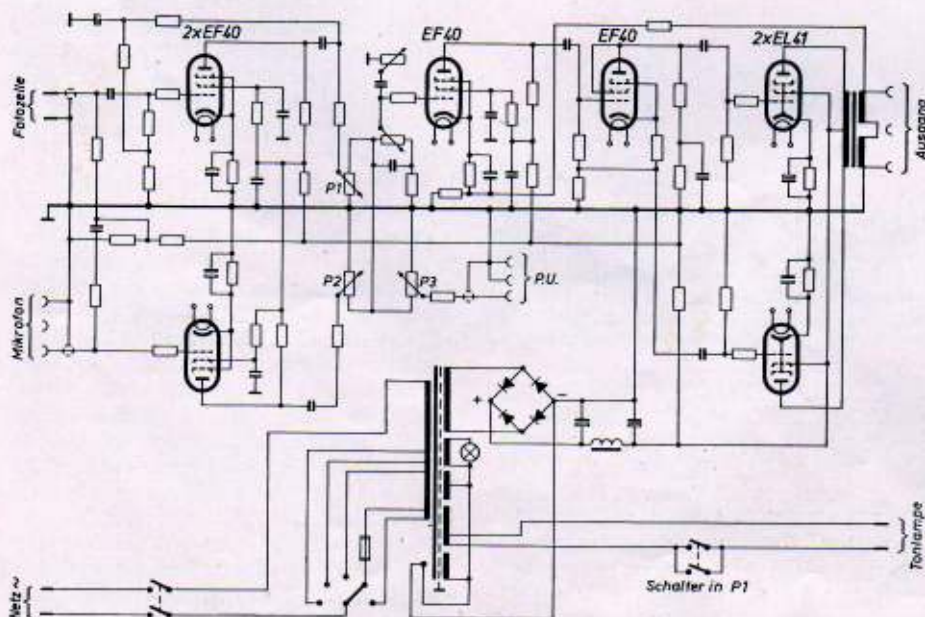 2xEF40
EF40
EF40
2xEL41
Fotozelle
Ausgang
P1
P2
P3
P.U.
Mikrofon
+
−
Netz ~
Schalter in P1
Tonlampe